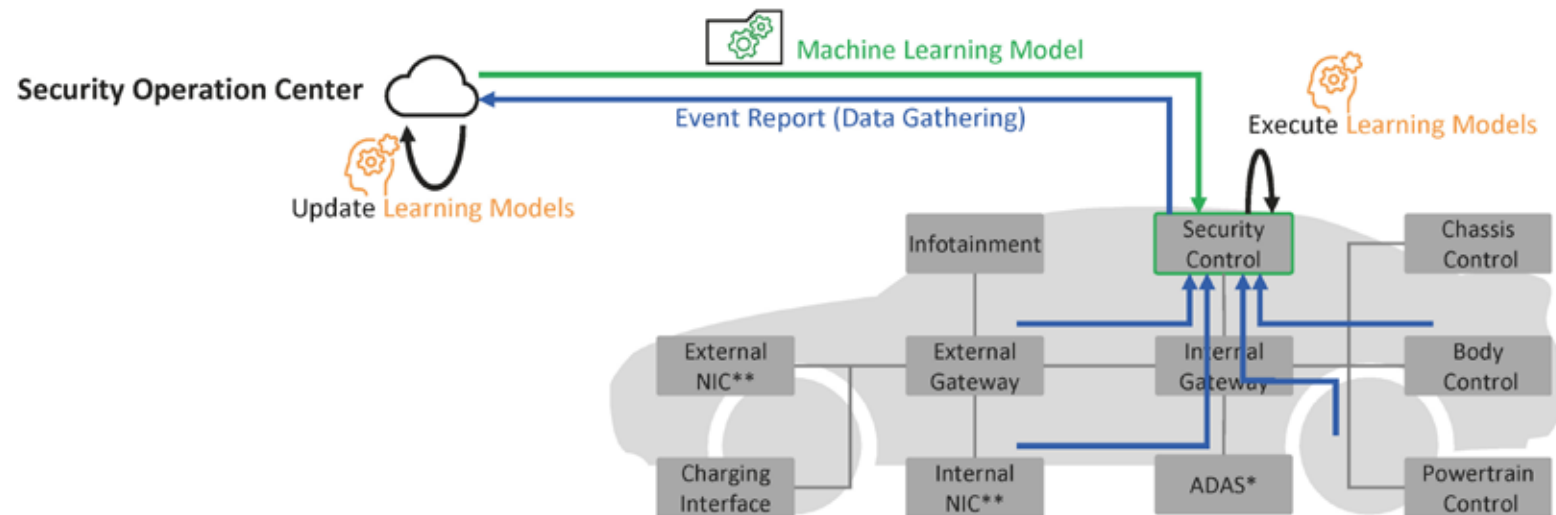 Machine Learning Model
Security Operation Center
Event Report (Data Gathering)
Execute Learning Models
Update Learning Models
Infotainment
Security
Control
Chassis
Control
External
NIC**
External
Gateway
Internal
Gateway
Body
Control
Charging
Interface
Internal
NIC**
ADAS*
Powertrain
Control